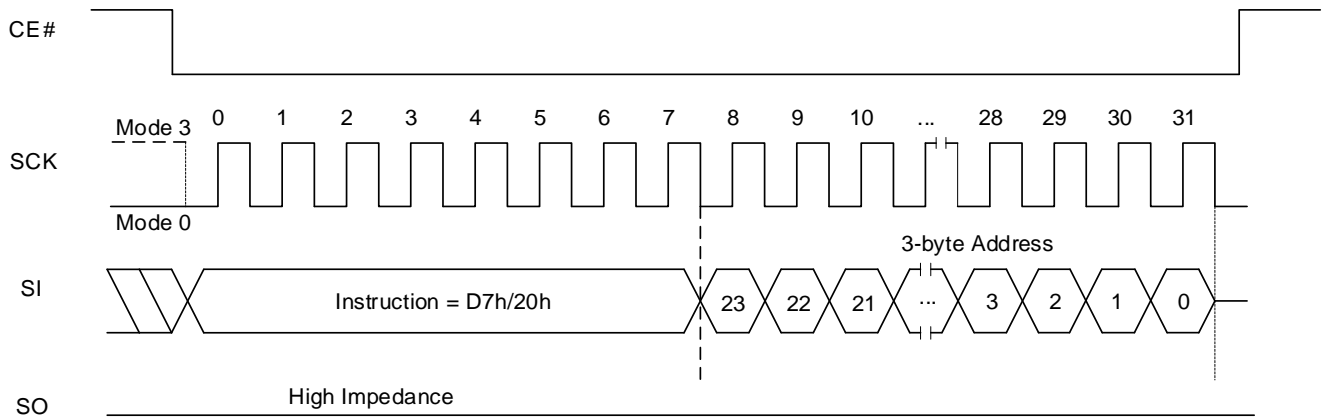 CE#
0 1 2 3 4 5 6 7 8 9 10 ... 28 29 30 31
Mode 3
SCK
Mode 0
3-byte Address
SI
Instruction = D7h/20h 23 22 21 ... 3 2 1 0
High Impedance
SO